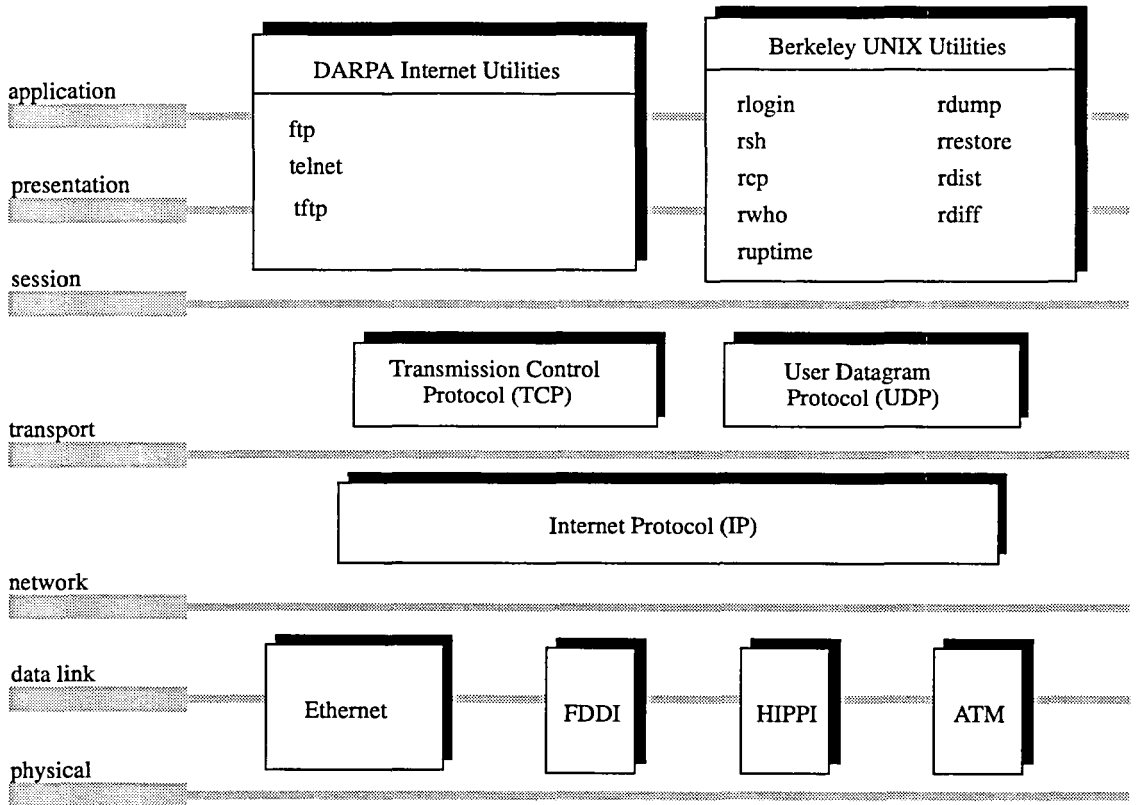 DARPA Internet Utilities
Berkeley UNIX Utilities
application
ftp
telnet
tftp
rlogin
rsh
rcp
rwho
ruptime
rdump
rrestore
rdist
rdiff
presentation
session
Transmission Control
Protocol (TCP)
User Datagram
Protocol (UDP)
transport
Internet Protocol (IP)
network
data link
Ethernet
FDDI
HIPPI
ATM
physical